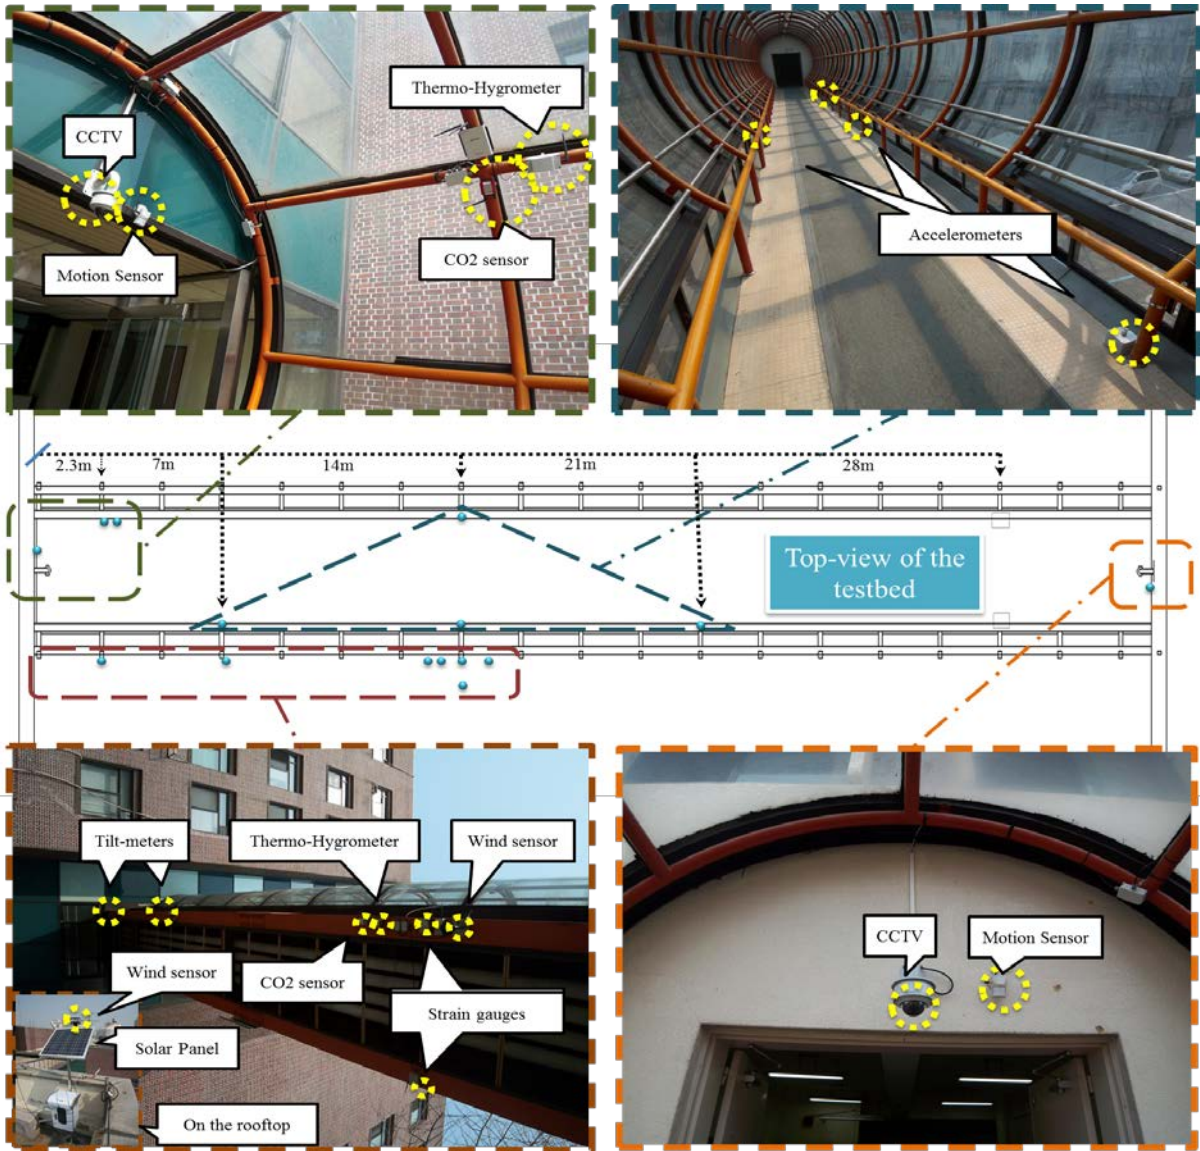 Thermo-Hygrometer
CCTV
Motion Sensor
CO2 sensor
Accelerometers
2.3m
7m
14m
21m
28m
Top-view of the
testbed
Tilt-meters
Thermo-Hygrometer
Wind sensor
Wind sensor
CO2 sensor
Strain gauges
Solar Panel
On the rooftop
CCTV
Motion Sensor